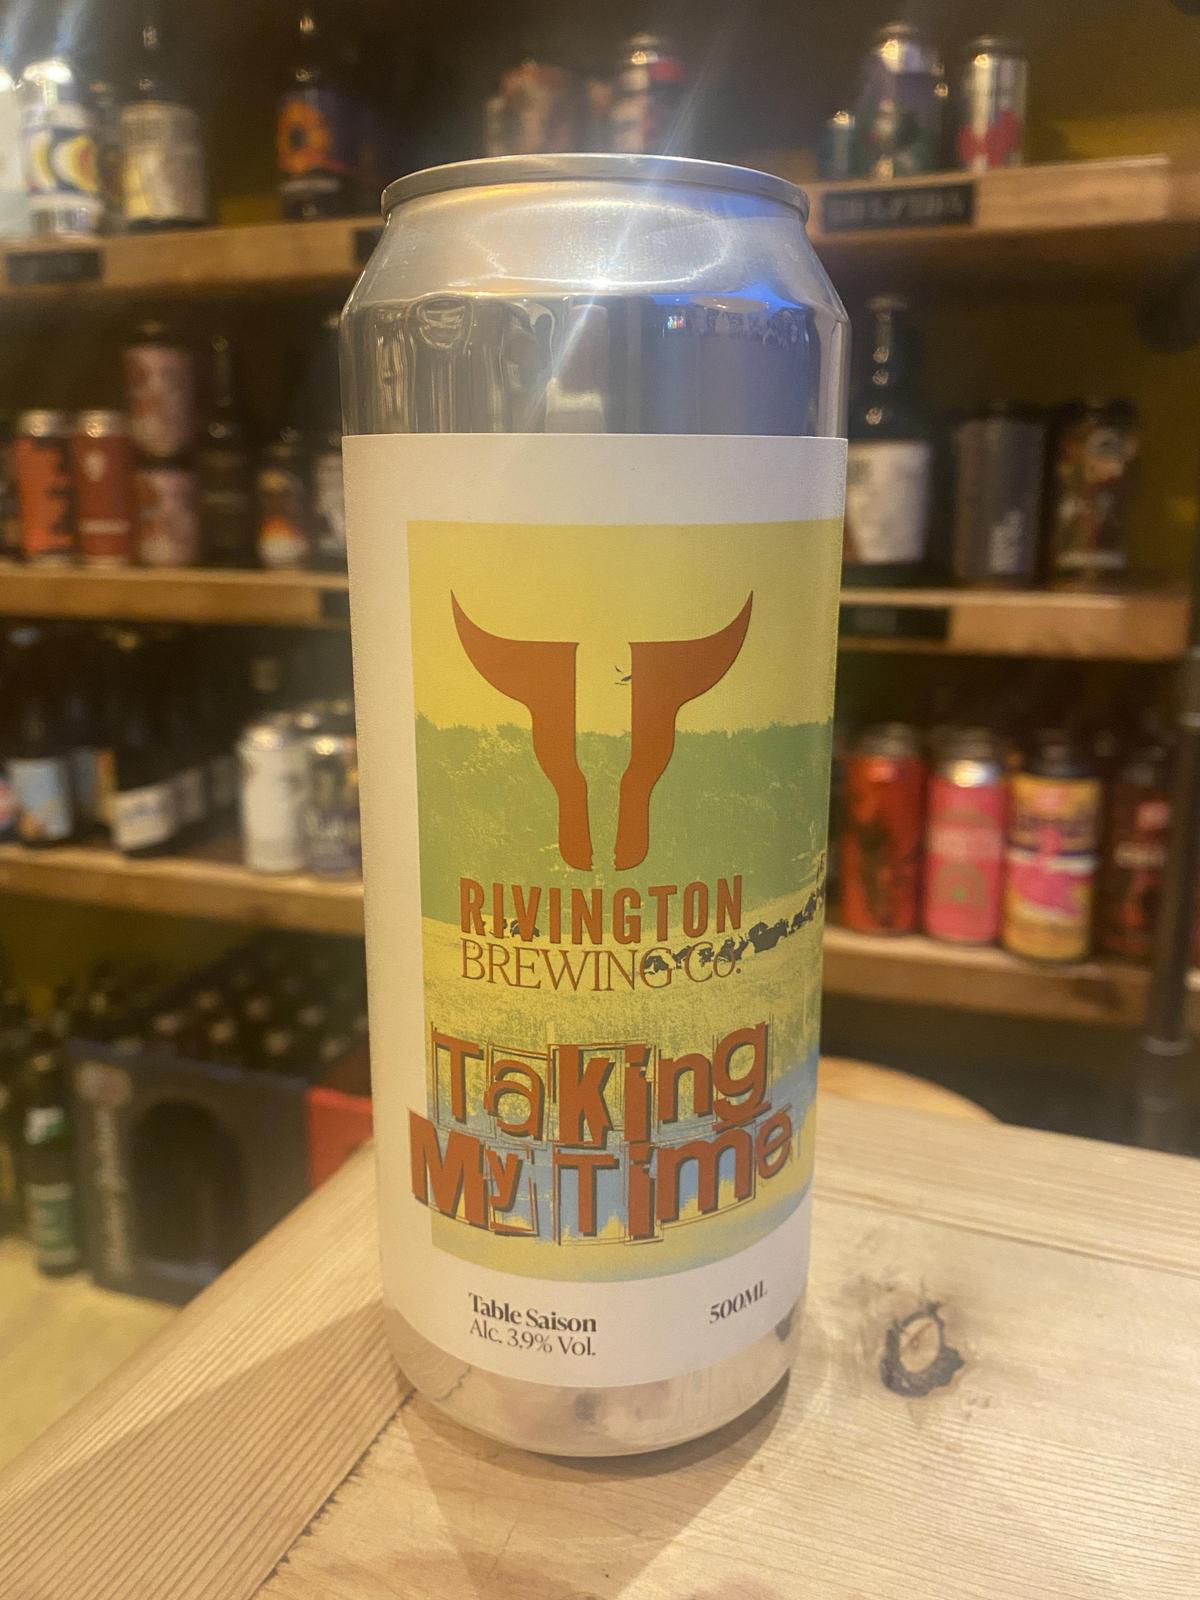 RIVINGTON
BREWING Co.
Taking
My Time
Table Saison
Alc. 3.9% Vol.
500ML